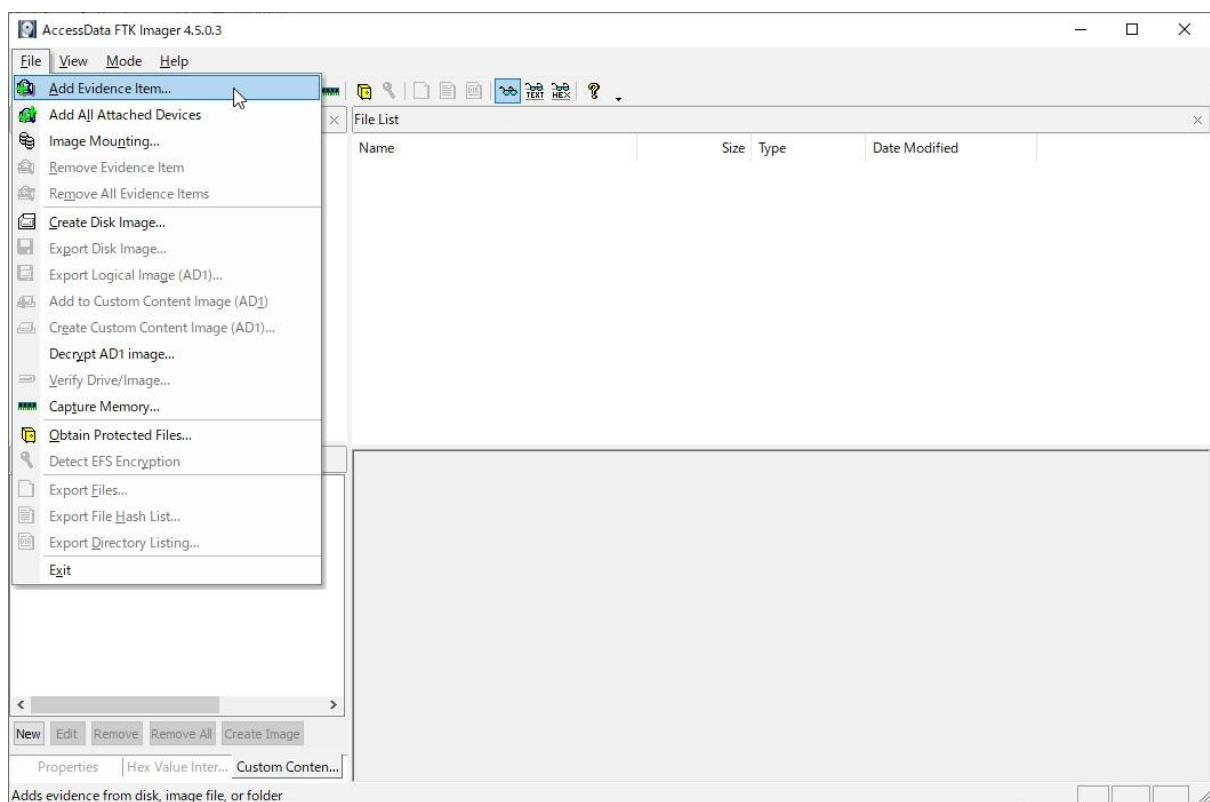 AccessData FTK Imager 4.5.0.3
File View Mode Help
Add Evidence Item...
TEXT HEX
Add All Attached Devices
File List
Image Mounting...
Name Size Type Date Modified
Remove Evidence Item
Remove All Evidence Items
Create Disk Image...
Export Disk Image...
Export Logical Image (AD1)...
Add to Custom Content Image (AD1)
Create Custom Content Image (AD1)...
Decrypt AD1 image...
Verify Drive/Image...
Capture Memory...
Obtain Protected Files...
Detect EFS Encryption
Export Files...
Export File Hash List...
Export Directory Listing...
Exit
New Edit Remove Remove All Create Image
Properties Hex Value Inter... Custom Conten...
Adds evidence from disk, image file, or folder